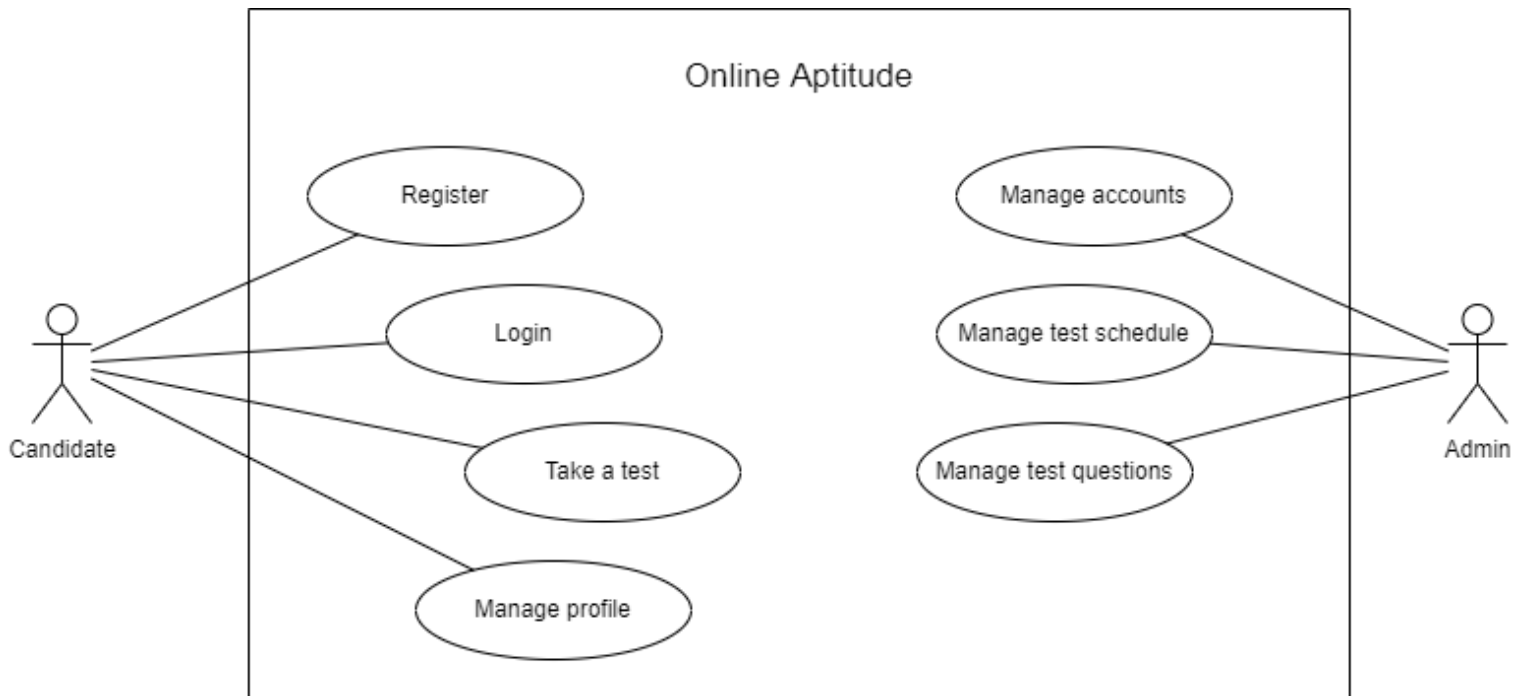 Online Aptitude
Register
Manage accounts
Login
Manage test schedule
Candidate
Admin
Take a test
Manage test questions
Manage profile